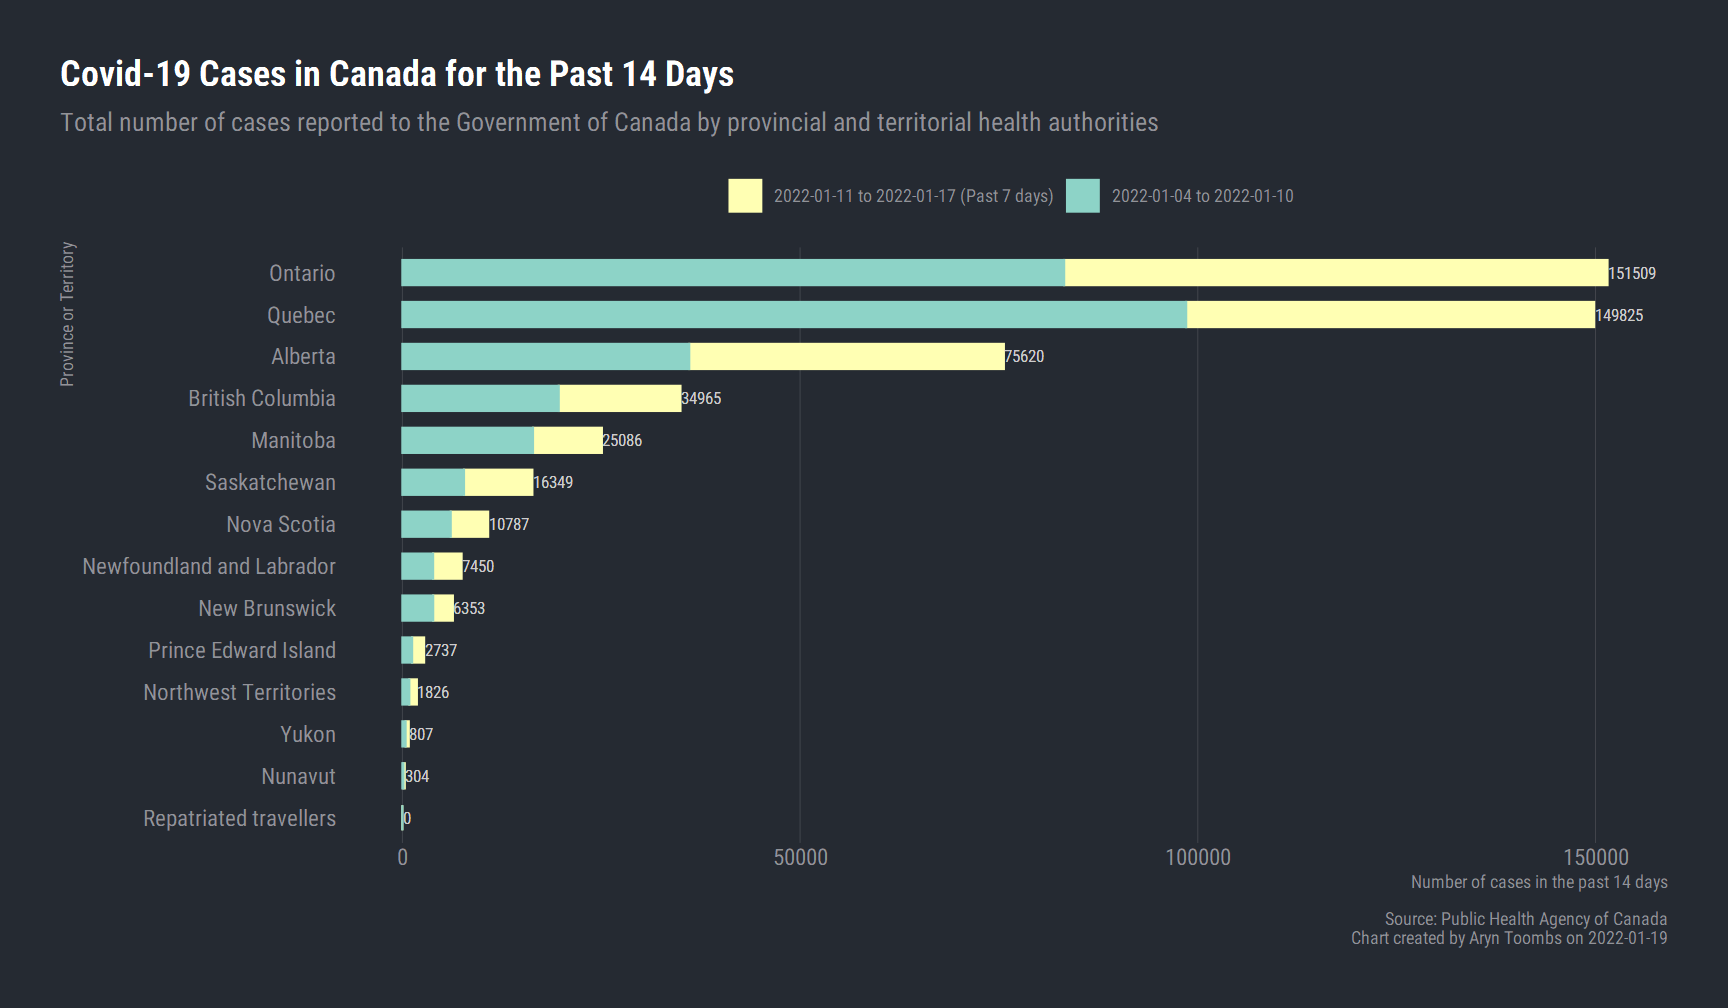 Covid-19 Cases in Canada for the Past 14 Days
Total number of cases reported to the Government of Canada by provincial and territorial health authorities
2022-01-11 to 2022-01-17 (Past 7 days) 2022-01-04 to 2022-01-10
Province or Territory
Ontario 151509
Quebec 149825
Alberta 75620
British Columbia 34965
Manitoba 25086
Saskatchewan 16349
Nova Scotia 10787
Newfoundland and Labrador 7450
New Brunswick 6353
Prince Edward Island 2737
Northwest Territories 1826
Yukon 807
Nunavut 304
Repatriated travellers 0
0 50000 100000 150000
Number of cases in the past 14 days
Source: Public Health Agency of Canada
Chart created by Aryn Toombs on 2022-01-19